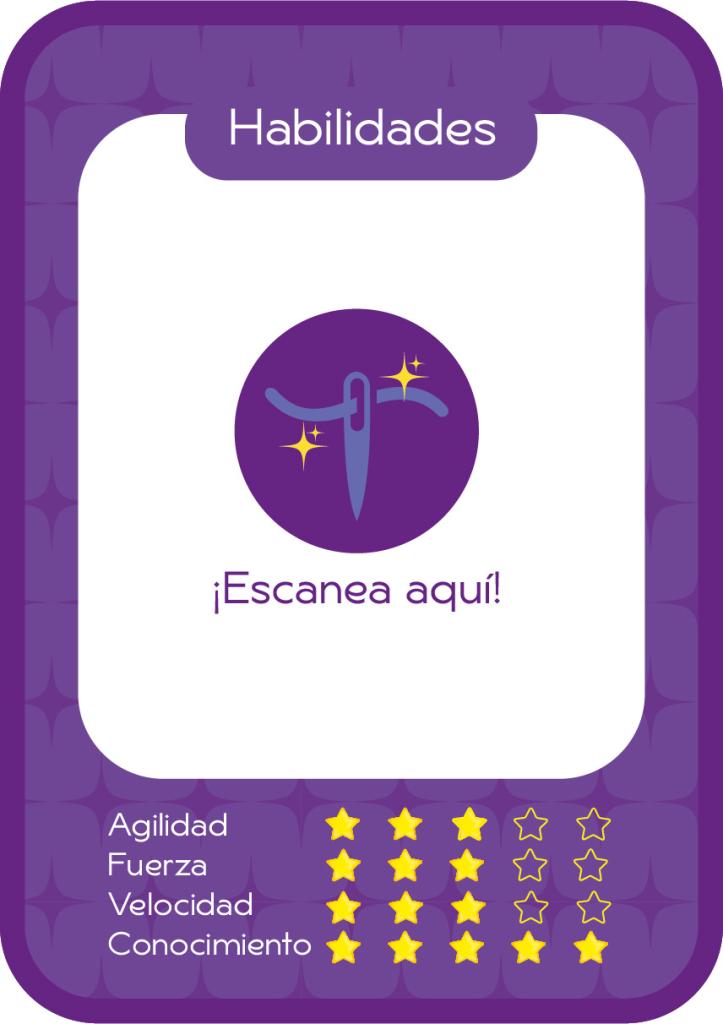 Habilidades
¡Escanea aquí!
Agilidad
Fuerza
Velocidad
Conocimiento